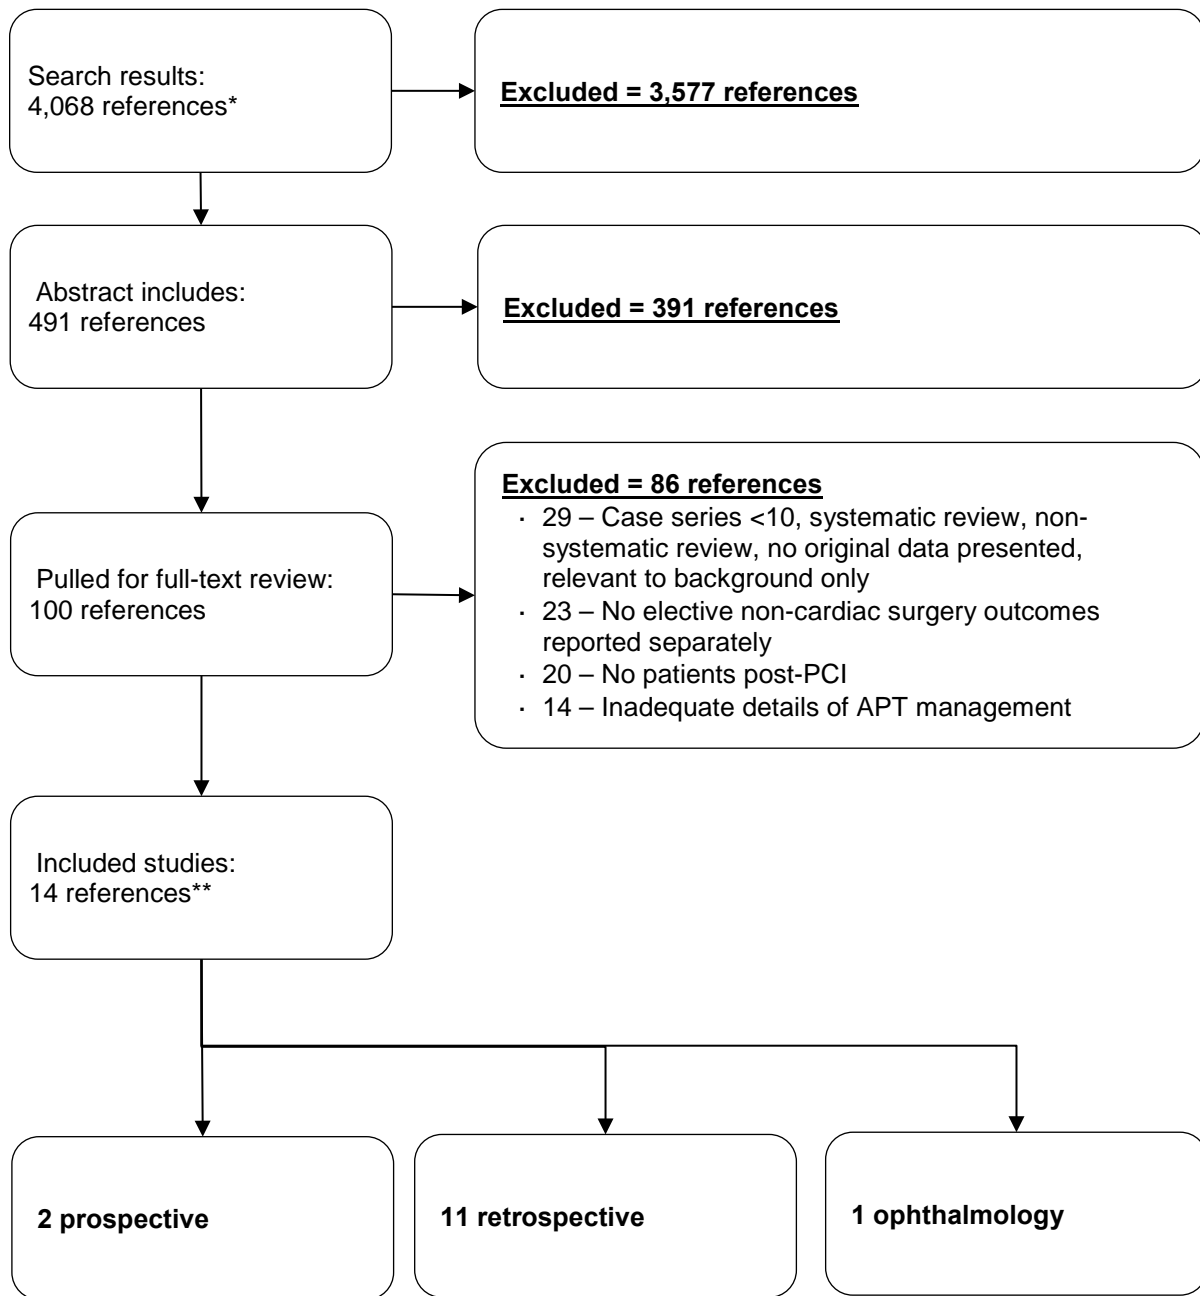 Search results:
4,068 references*
Excluded = 3,577 references
Abstract includes:
491 references
Excluded = 391 references
Pulled for full-text review:
100 references
Excluded = 86 references
· 29 – Case series <10, systematic review, non-
systematic review, no original data presented,
relevant to background only
· 23 – No elective non-cardiac surgery outcomes
reported separately
· 20 – No patients post-PCI
· 14 – Inadequate details of APT management
Included studies:
14 references**
2 prospective
11 retrospective
1 ophthalmology